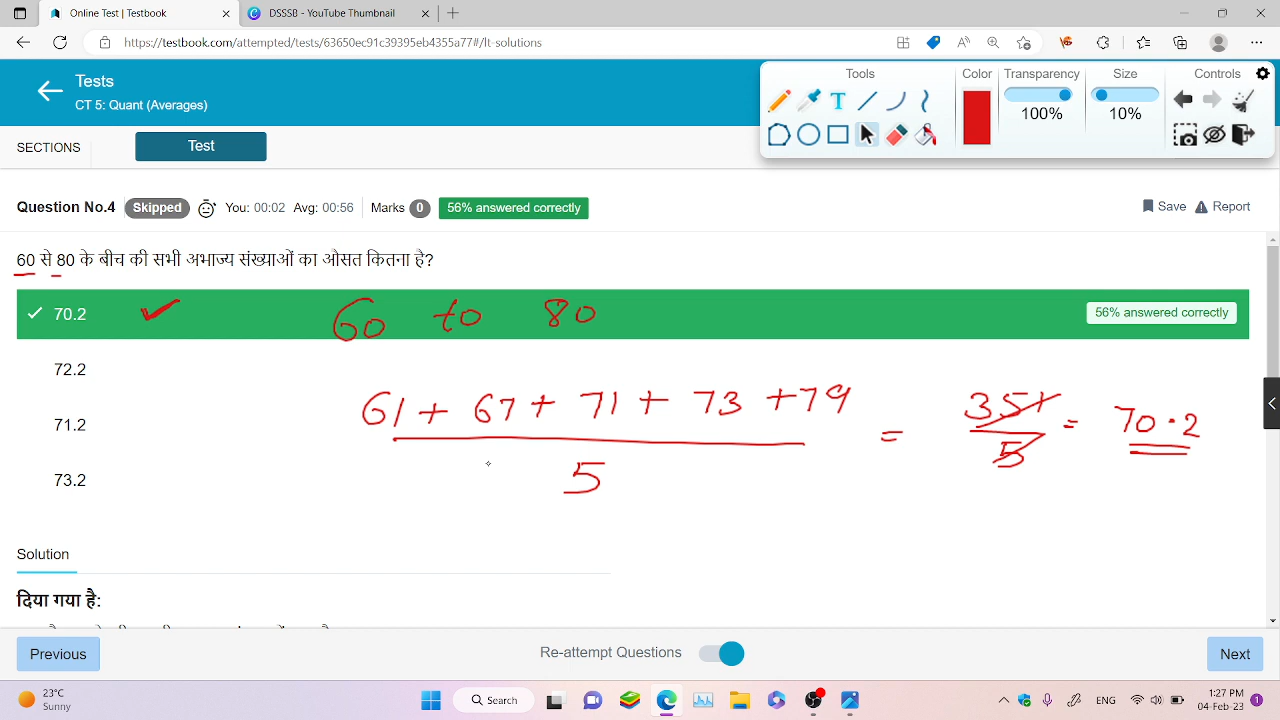 Online Test | Testbook
DSSSB - YouTube Thumbnail
https://testbook.com/attempted/tests/63650ec91c39395eb4355a77#/lt-solutions
Tests
CT 5: Quant (Averages)
Tools
Color
Transparency
Size
Controls
100%
10%
SECTIONS
Test
Question No.4 Skipped You: 00:02 Avg: 00:56 Marks 0 56% answered correctly
Save Report
60 से 80 के बीच की सभी अभाज्य संख्याओं का औसत कितना है?
70.2
60 to 80
56% answered correctly
72.2
71.2
73.2
61 + 67 + 71 + 73 + 79
5
= 351
5
= 70.2
Solution
दिया गया है:
Previous
Re-attempt Questions
Next
23°C
Sunny
Search
ENG
1:27 PM
04-Feb-23
1